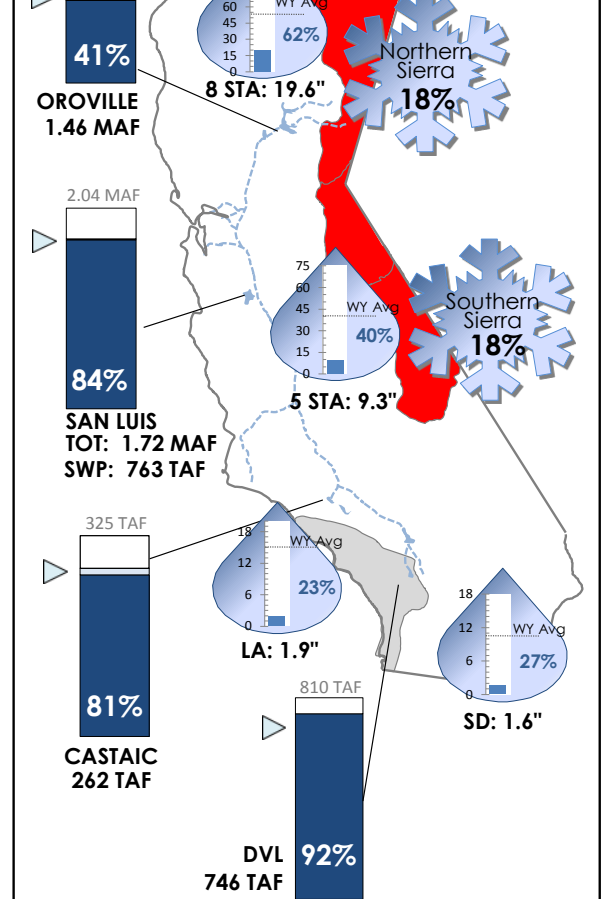 60
45
30
15
0
WY Avg
62%
8 STA: 19.6"
Northern
Sierra
18%
41%
OROVILLE
1.46 MAF
2.04 MAF
84%
SAN LUIS
TOT: 1.72 MAF
SWP: 763 TAF
75
60
45
30
15
0
WY Avg
40%
5 STA: 9.3"
Southern
Sierra
18%
325 TAF
81%
CASTAIC
262 TAF
18
12
6
0
WY Avg
23%
LA: 1.9"
18
12
6
0
WY Avg
27%
SD: 1.6"
810 TAF
92%
DVL
746 TAF